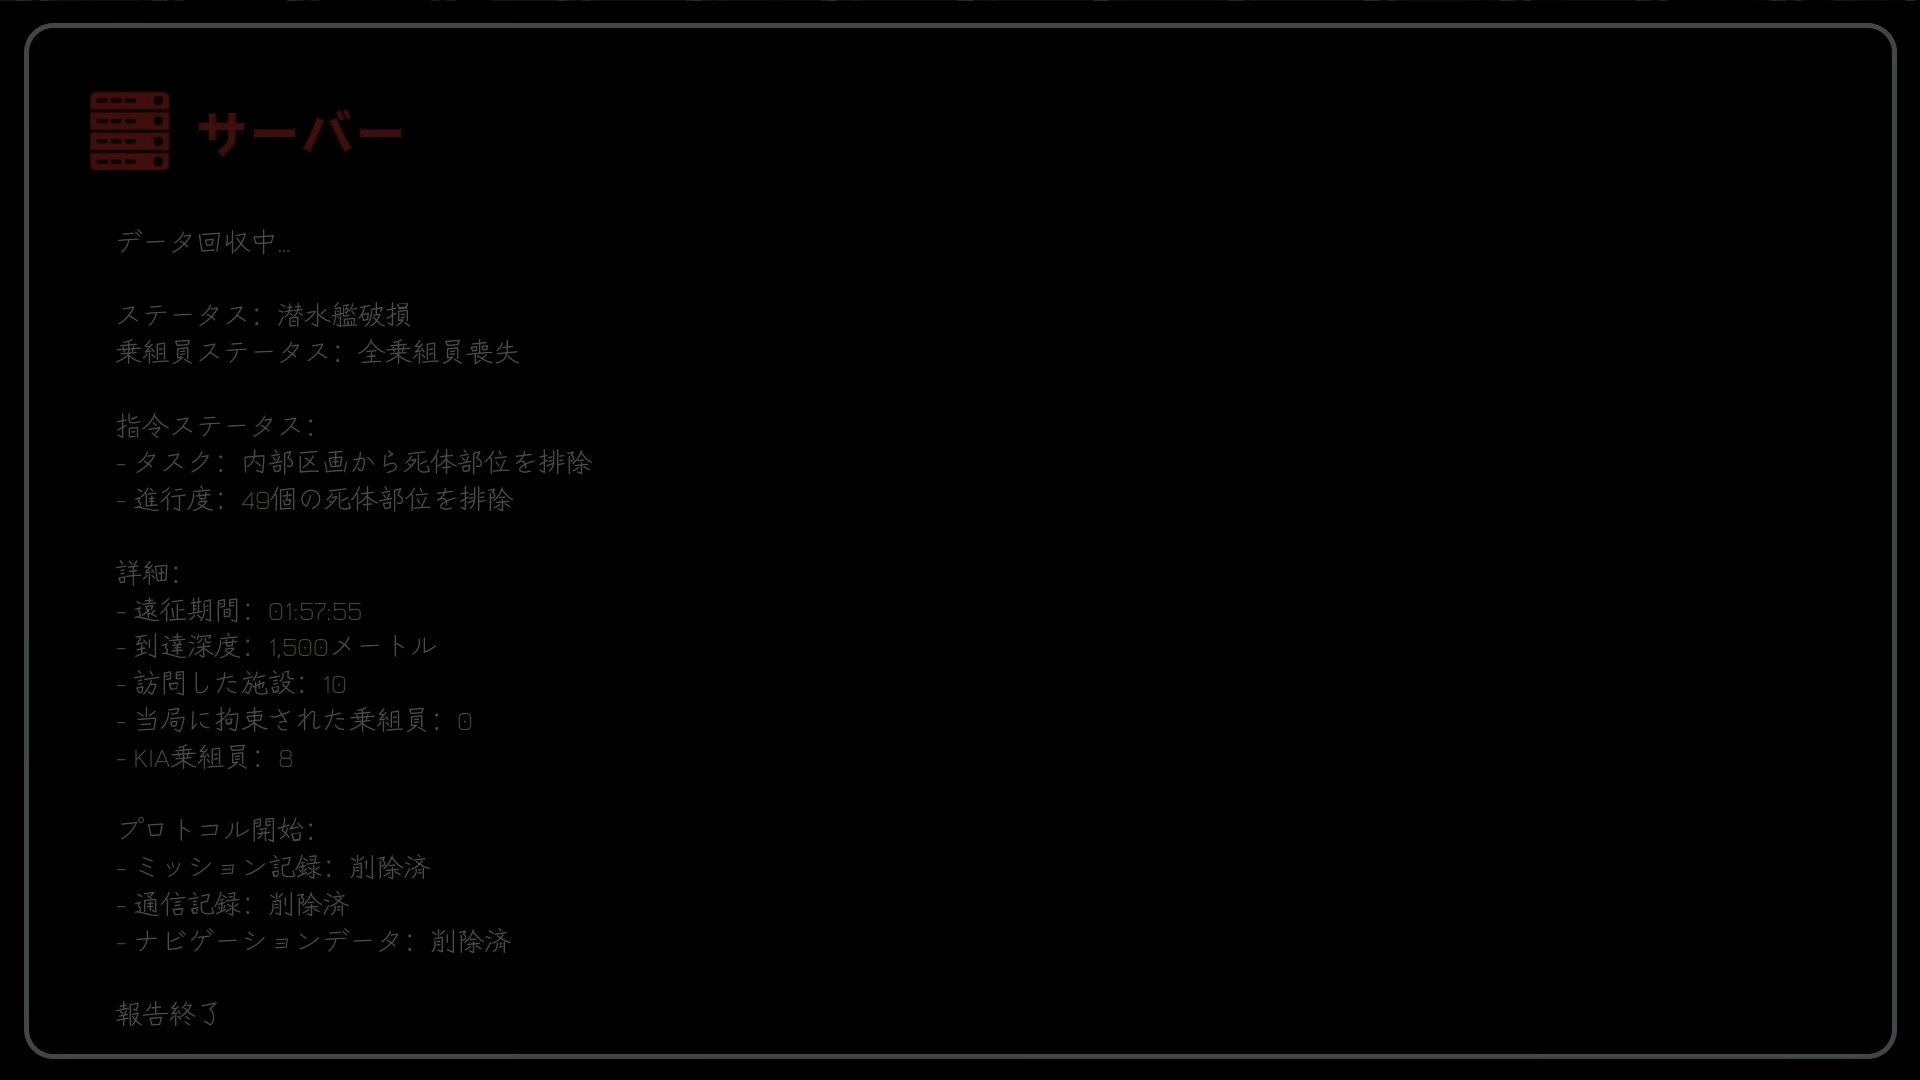 サーバー
データ回収中...
ステータス: 潜水艦破損
乗組員ステータス: 全乗組員喪失
指令ステータス:
- タスク: 内部区画から死体部位を排除
- 進行度: 49個の死体部位を排除
詳細:
- 遠征期間: 01:57:55
- 到達深度: 1,500メートル
- 訪問した施設: 10
- 当局に拘束された乗組員: 0
- KIA乗組員: 8
プロトコル開始:
- ミッション記録: 削除済
- 通信記録: 削除済
- ナビゲーションデータ: 削除済
報告終了